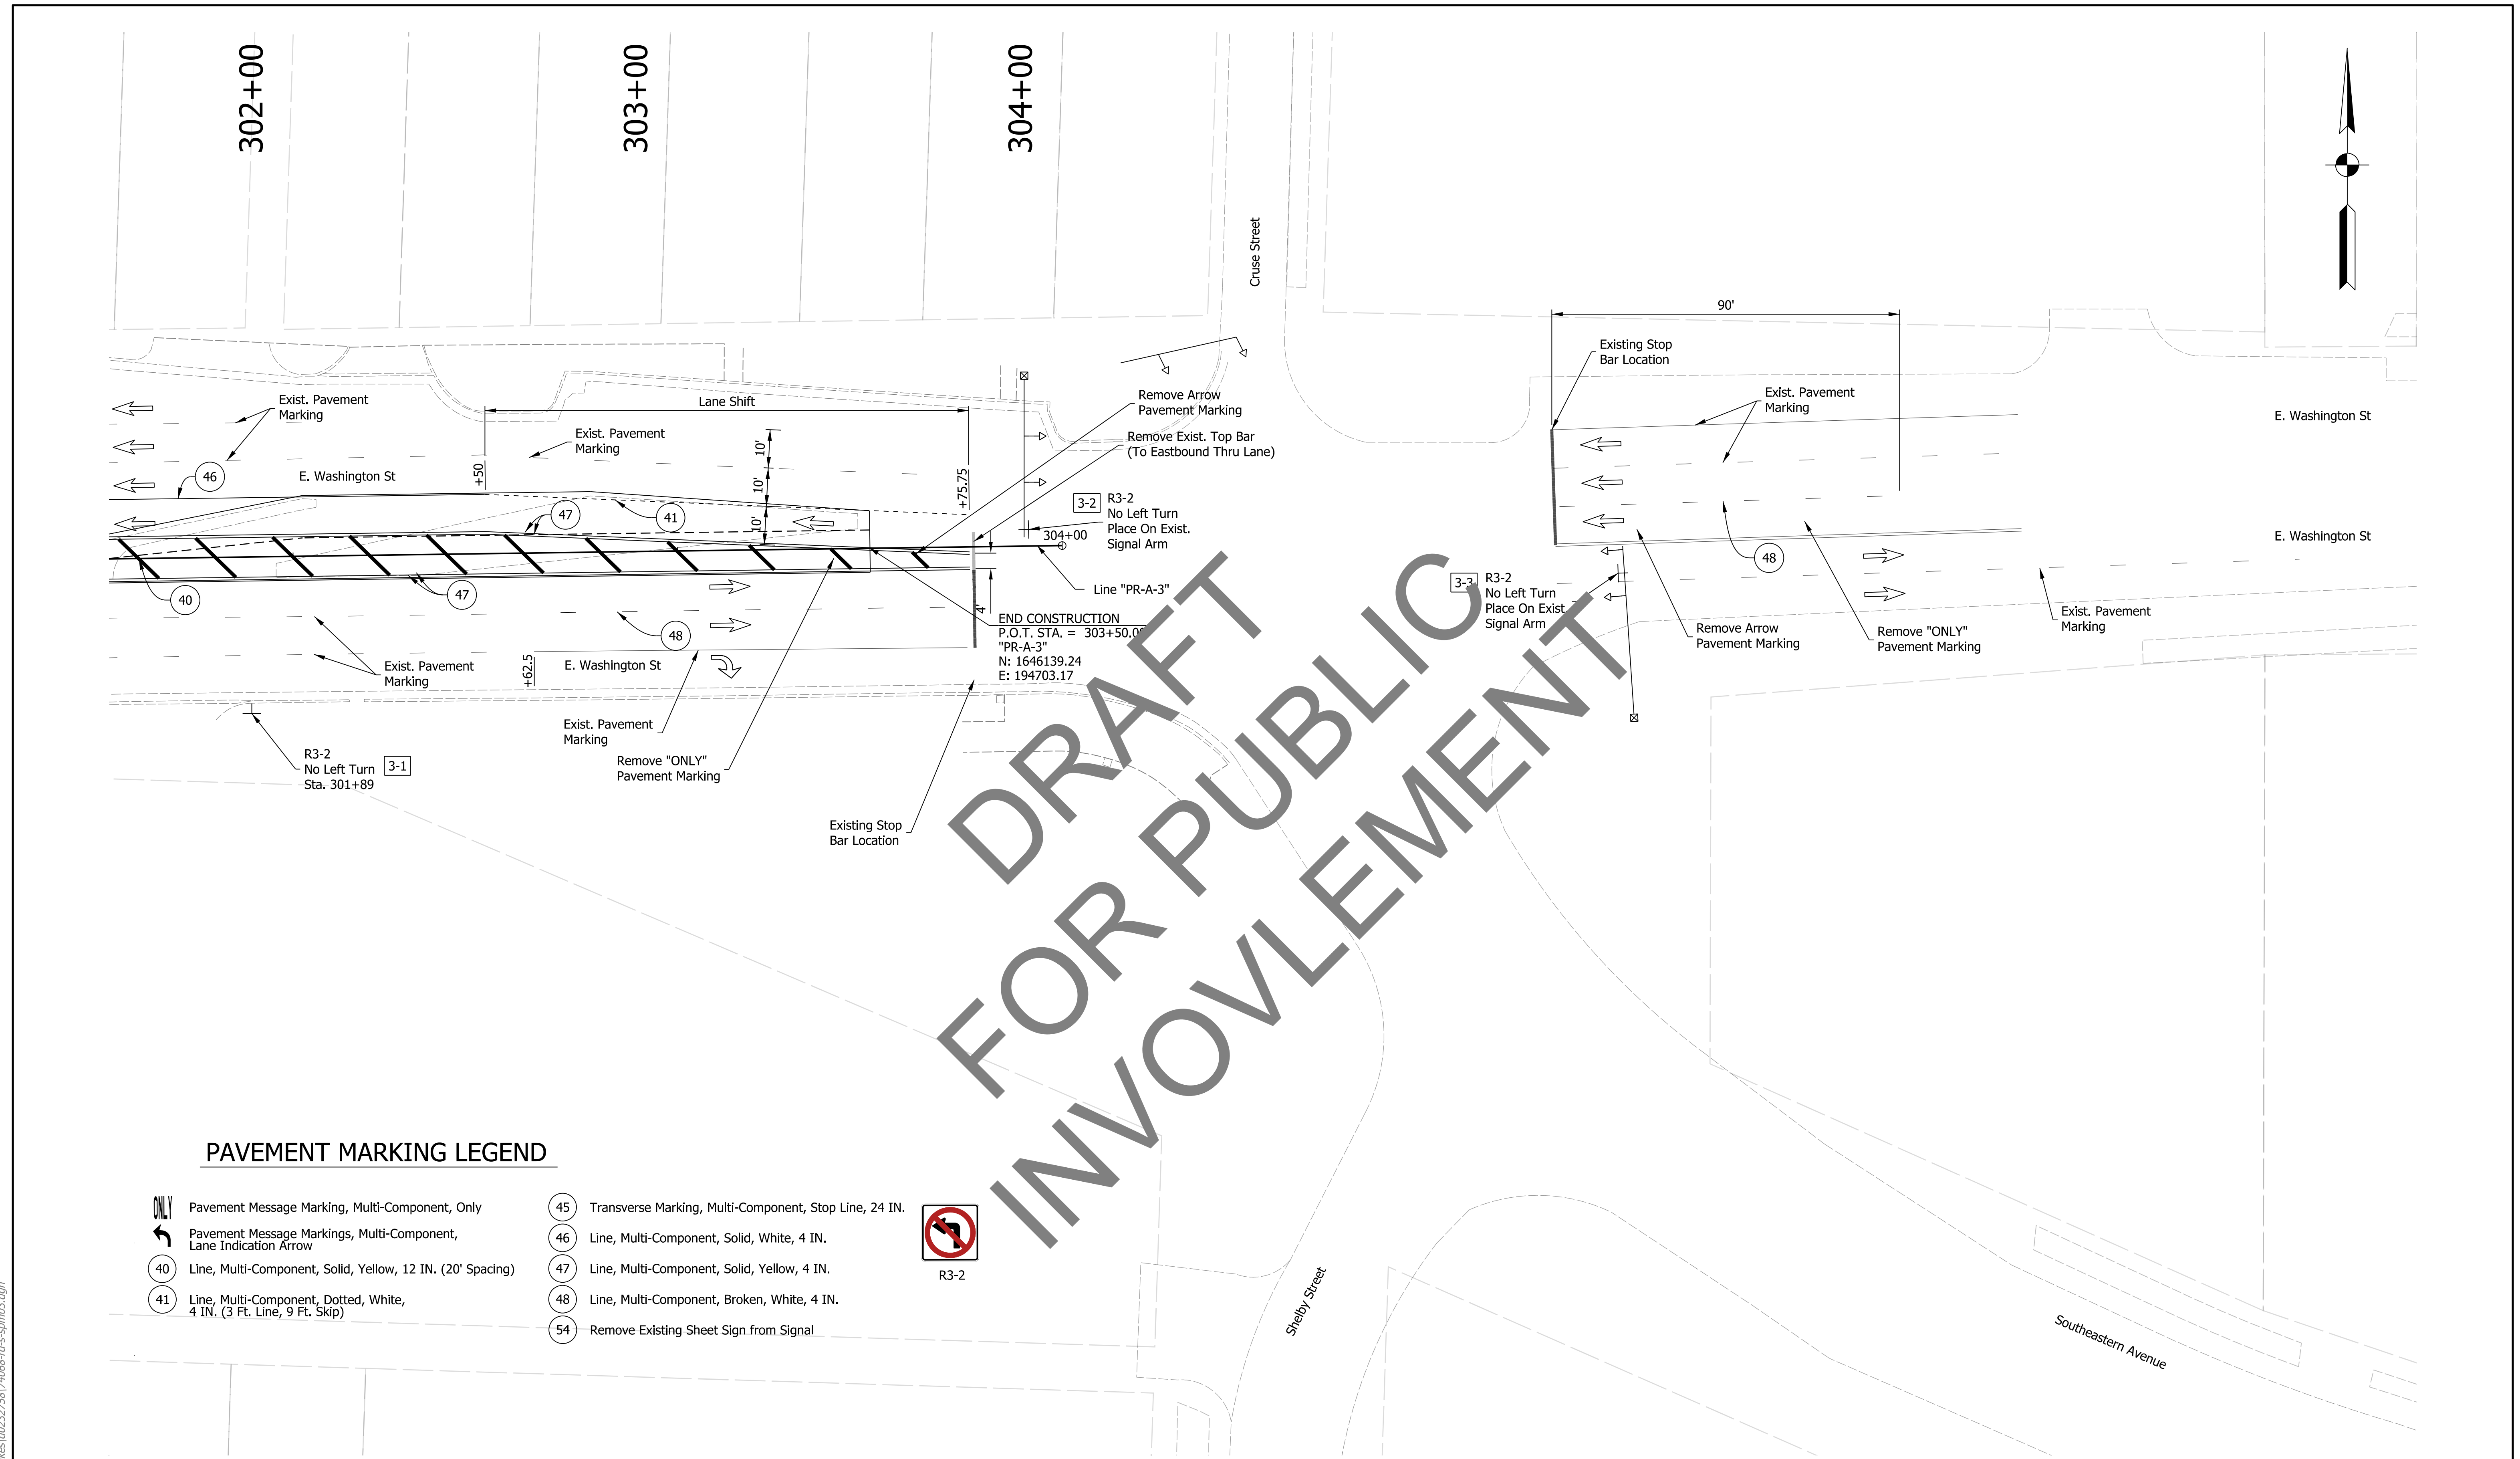 302+00
303+00
304+00
Cruse Street
90'
Existing Stop
Bar Location
Exist. Pavement
Marking
Lane Shift
Remove Arrow
Pavement Marking
Exist. Pavement
Marking
E. Washington St
Exist. Pavement
Marking
Remove Exist. Top Bar
(To Eastbound Thru Lane)
10'
10'
10'
+50
+75.75
46
E. Washington St
47
41
3-2
R3-2
No Left Turn
Place On Exist.
Signal Arm
304+00
E. Washington St
48
40
47
Line "PR-A-3"
4'
3-3
R3-2
No Left Turn
Place On Exist.
Signal Arm
END CONSTRUCTION
P.O.T. STA. = 303+50.0
"PR-A-3"
N: 1646139.24
E: 194703.17
48
Remove Arrow
Pavement Marking
Remove "ONLY"
Pavement Marking
Exist. Pavement
Marking
Exist. Pavement
Marking
+62.5
E. Washington St
Exist. Pavement
Marking
Remove "ONLY"
Pavement Marking
R3-2
No Left Turn
Sta. 301+89
3-1
Existing Stop
Bar Location
DRAFT
FOR PUBLIC
INVOVLEMENT
PAVEMENT MARKING LEGEND
ONLY Pavement Message Marking, Multi-Component, Only
Pavement Message Markings, Multi-Component,
Lane Indication Arrow
40 Line, Multi-Component, Solid, Yellow, 12 IN. (20' Spacing)
41 Line, Multi-Component, Dotted, White,
4 IN. (3 Ft. Line, 9 Ft. Skip)
45 Transverse Marking, Multi-Component, Stop Line, 24 IN.
46 Line, Multi-Component, Solid, White, 4 IN.
47 Line, Multi-Component, Solid, Yellow, 4 IN.
48 Line, Multi-Component, Broken, White, 4 IN.
54 Remove Existing Sheet Sign from Signal
R3-2
Shelby Street
Southeastern Avenue